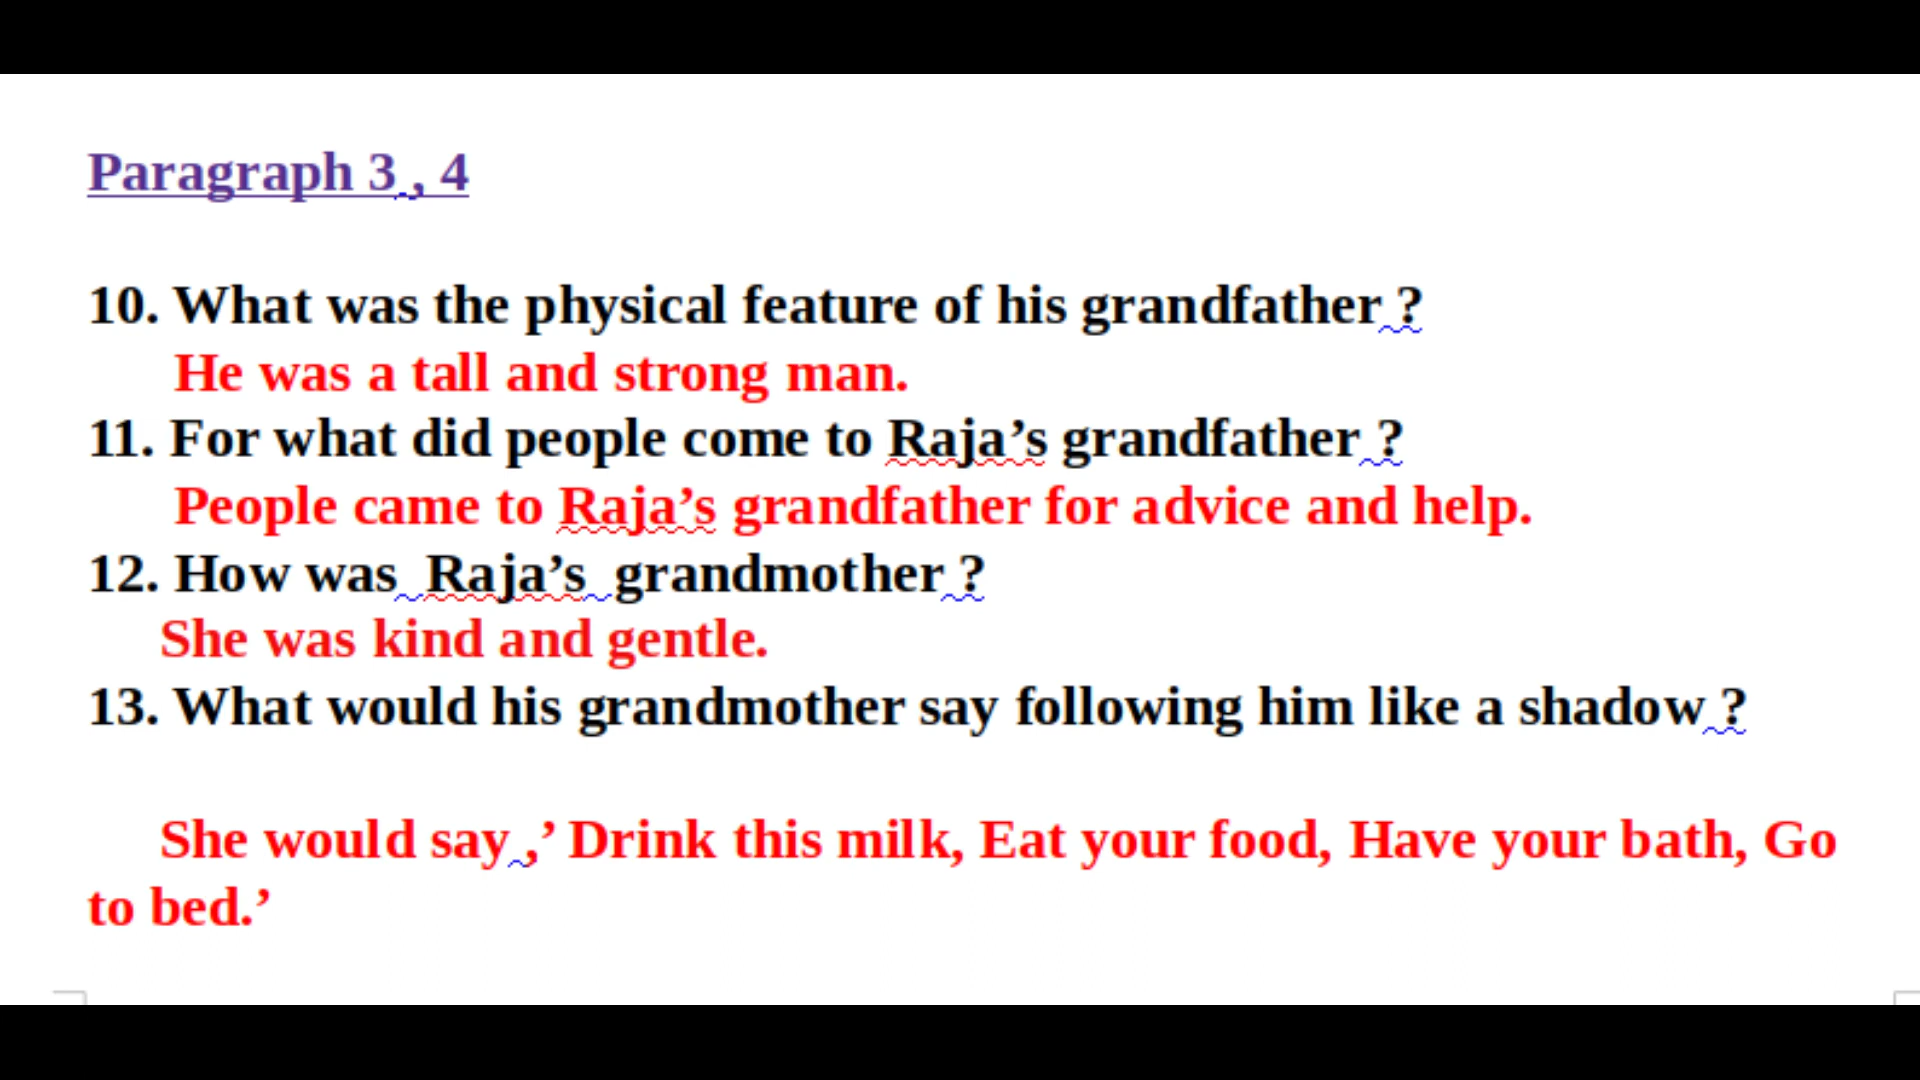 Paragraph 3 , 4
10. What was the physical feature of his grandfather ?
He was a tall and strong man.
11. For what did people come to Raja’s grandfather ?
People came to Raja’s grandfather for advice and help.
12. How was  Raja’s  grandmother ?
She was kind and gentle.
13. What would his grandmother say following him like a shadow ?
She would say ,’ Drink this milk, Eat your food, Have your bath, Go
to bed.’